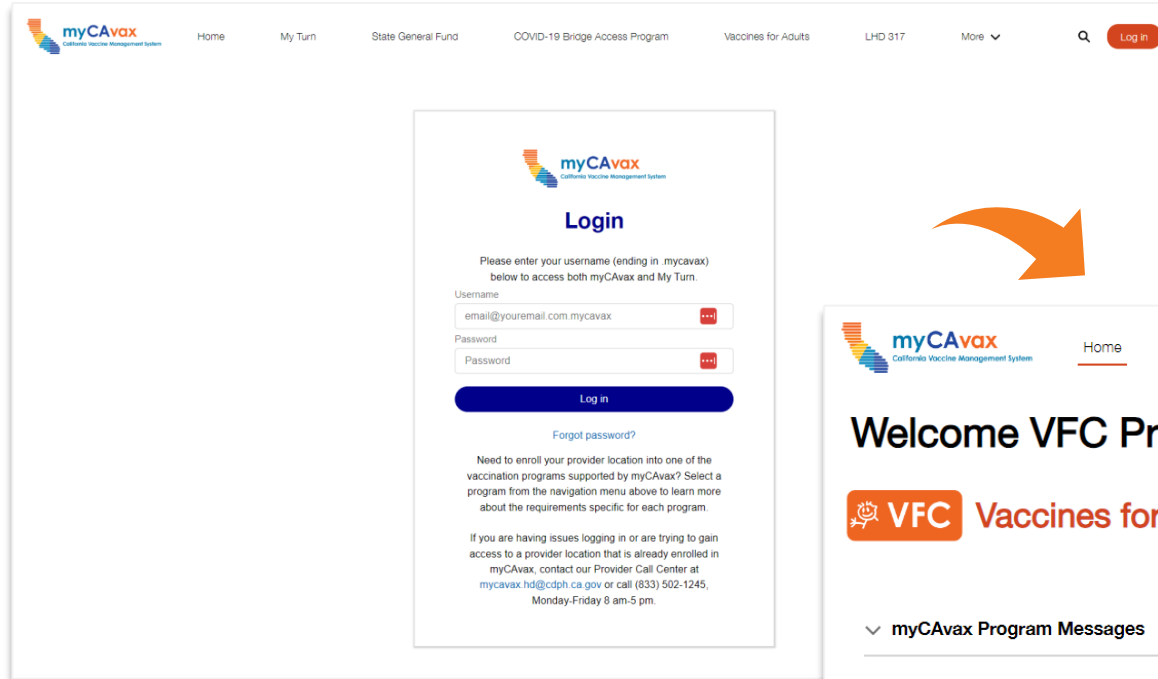 myCAvax
California Vaccine Management System
Home
My Turn
State General Fund
COVID-19 Bridge Access Program
Vaccines for Adults
LHD 317
More
Log in
myCAvax
California Vaccine Management System
Login
Please enter your username (ending in .mycavax)
below to access both myCAvax and My Turn.
Username
email@youremail.com.mycavax
Password
Password
Log in
Forgot password?
Need to enroll your provider location into one of the
vaccination programs supported by myCAvax? Select a
program from the navigation menu above to learn more
about the requirements specific for each program.
If you are having issues logging in or are trying to gain
access to a provider location that is already enrolled in
myCAvax, contact our Provider Call Center at
mycavax.hd@cdph.ca.gov or call (833) 502-1245,
Monday-Friday 8 am-5 pm.
myCAvax
California Vaccine Management System
Home
Welcome VFC Pr
VFC
Vaccines for
myCAvax Program Messages